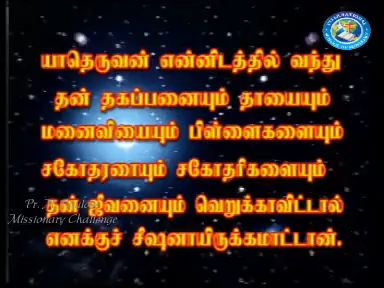 யாதெருவன் என்னிடத்தில் வந்து
தன் தகப்பனையும் தாயையும்
மனைவியையும் பிள்ளைகளையும்
சகோதரரையும் சகோதரிகளையும்
தன் ஜீவனையும் வெறுக்காவிட்டால்
Missionary Challenge
எனக்குச் சீஷனாயிருக்கமாட்டான்.